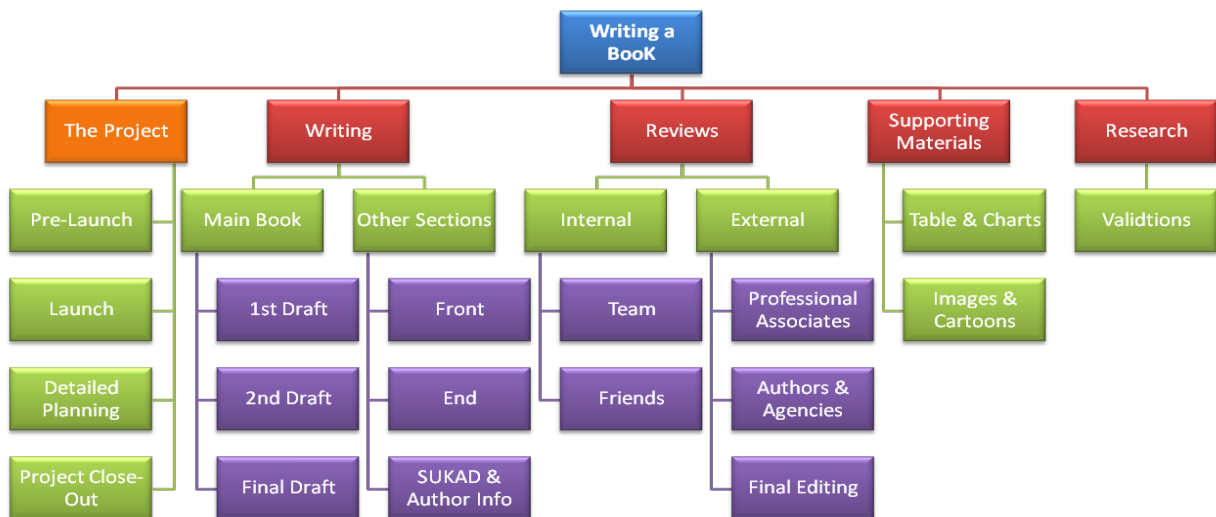 Writing a
BooK
The Project
Writing
Reviews
Supporting
Materials
Research
Pre-Launch
Main Book
Other Sections
Internal
External
Table & Charts
Validtions
Launch
1st Draft
Front
Team
Professional
Associates
Images &
Cartoons
Detailed
Planning
2nd Draft
End
Friends
Authors &
Agencies
Project Close-
Out
Final Draft
SUKAD &
Author Info
Final Editing